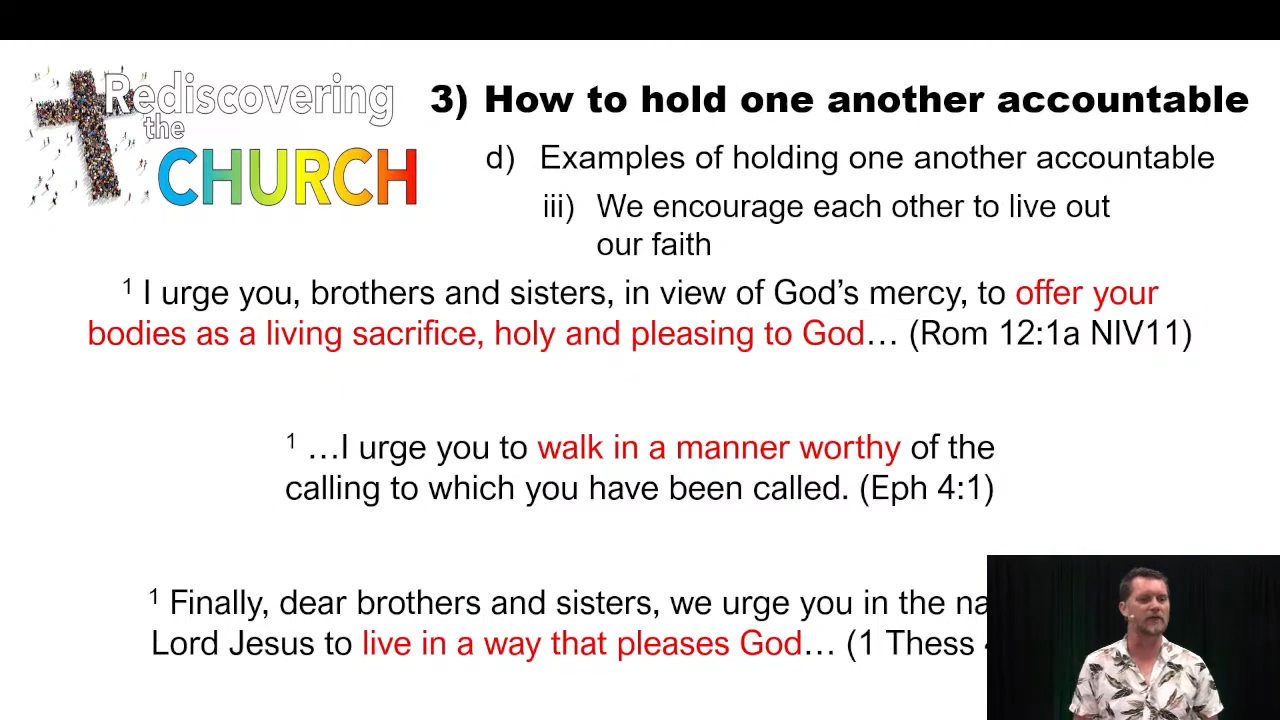 Rediscovering
the
CHURCH
3) How to hold one another accountable
d) Examples of holding one another accountable
iii) We encourage each other to live out
our faith
1 I urge you, brothers and sisters, in view of God’s mercy, to offer your
bodies as a living sacrifice, holy and pleasing to God… (Rom 12:1a NIV11)
1 …I urge you to walk in a manner worthy of the
calling to which you have been called. (Eph 4:1)
1 Finally, dear brothers and sisters, we urge you in the
Lord Jesus to live in a way that pleases God… (1 Thess